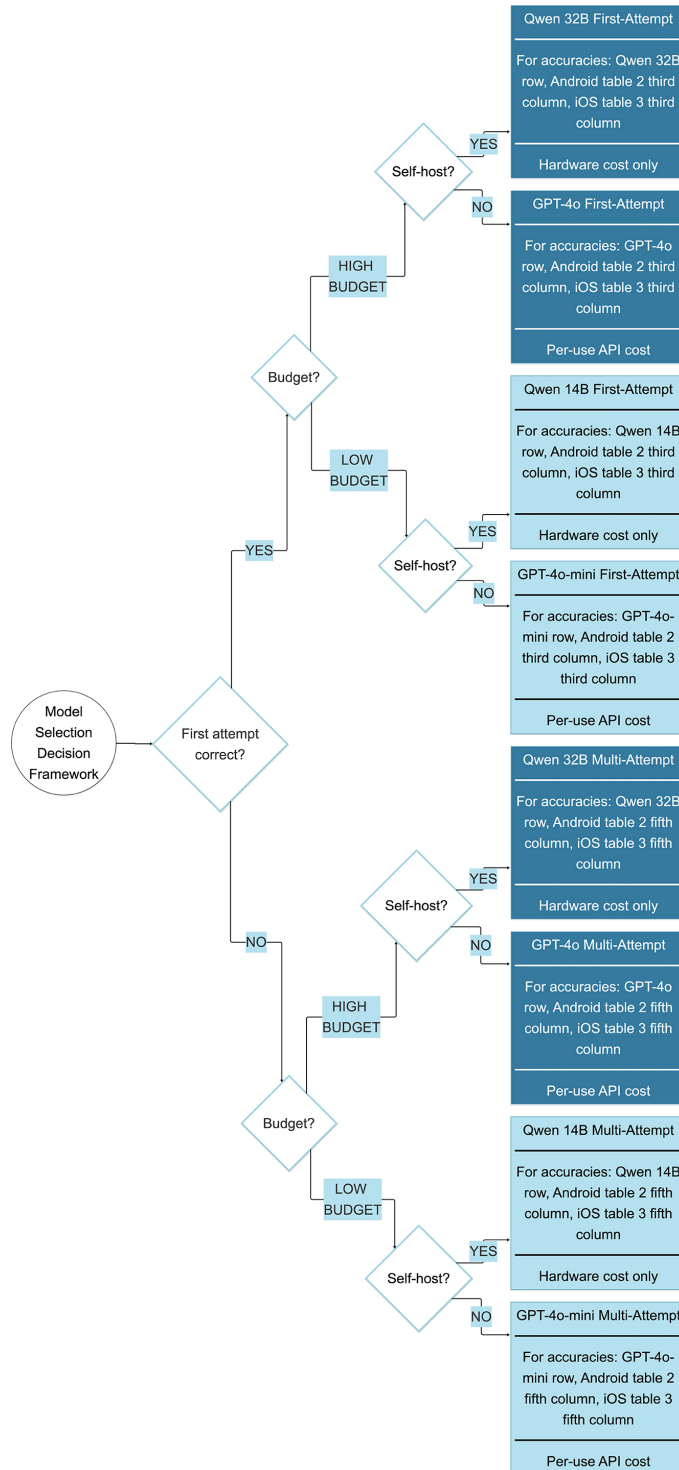 Model
Selection
Decision
Framework
First attempt
correct?
YES
Budget?
HIGH
BUDGET
Self-host?
YES
Qwen 32B First-Attempt
For accuracies: Qwen 32B
row, Android table 2 third
column, iOS table 3 third
column
Hardware cost only
NO
GPT-4o First-Attempt
For accuracies: GPT-4o
row, Android table 2 third
column, iOS table 3 third
column
Per-use API cost
LOW
BUDGET
Self-host?
YES
Qwen 14B First-Attempt
For accuracies: Qwen 14B
row, Android table 2 third
column, iOS table 3 third
column
Hardware cost only
NO
GPT-4o-mini First-Attempt
For accuracies: GPT-4o-
mini row, Android table 2
third column, iOS table 3
third column
Per-use API cost
NO
Budget?
HIGH
BUDGET
Self-host?
YES
Qwen 32B Multi-Attempt
For accuracies: Qwen 32B
row, Android table 2 fifth
column, iOS table 3 fifth
column
Hardware cost only
NO
GPT-4o Multi-Attempt
For accuracies: GPT-4o
row, Android table 2 fifth
column, iOS table 3 fifth
column
Per-use API cost
LOW
BUDGET
Self-host?
YES
Qwen 14B Multi-Attempt
For accuracies: Qwen 14B
row, Android table 2 fifth
column, iOS table 3 fifth
column
Hardware cost only
NO
GPT-4o-mini Multi-Attempt
For accuracies: GPT-4o-
mini row, Android table 2
fifth column, iOS table 3
fifth column
Per-use API cost